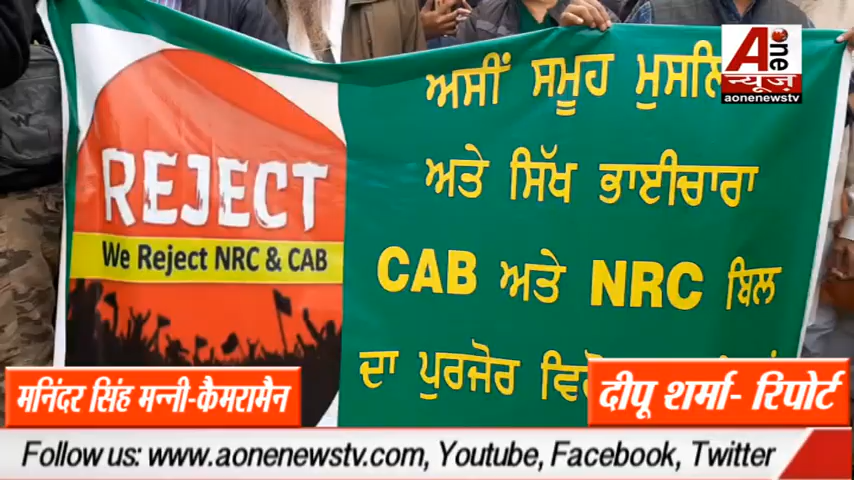 A one
न्यूज़
aonenewstv
ਅਸੀਂ ਸਮੂਹ
ਅਤੇ ਸਿੱਖ ਭਾਈਚਾਰਾ
CAB ਅਤੇ NRC ਬਿਲ
ਦਾ ਪੁਰਜੋਰ
REJECT
We Reject NRC & CAB
मनिंदर सिंह मन्नी-कैमरामैन
दीपू शर्मा- रिपोर्ट
Follow us: www.aonenewstv.com, Youtube, Facebook, Twitter